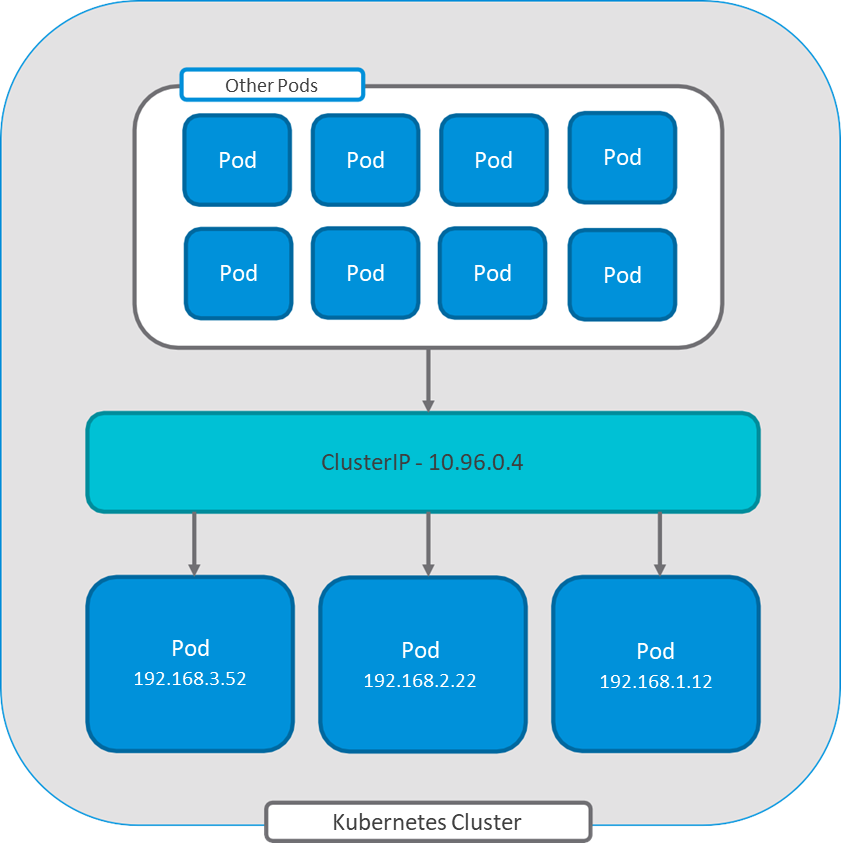 Other Pods
Pod
Pod
Pod
Pod
Pod
Pod
Pod
Pod
ClusterIP - 10.96.0.4
Pod
192.168.3.52
Pod
192.168.2.22
Pod
192.168.1.12
Kubernetes Cluster